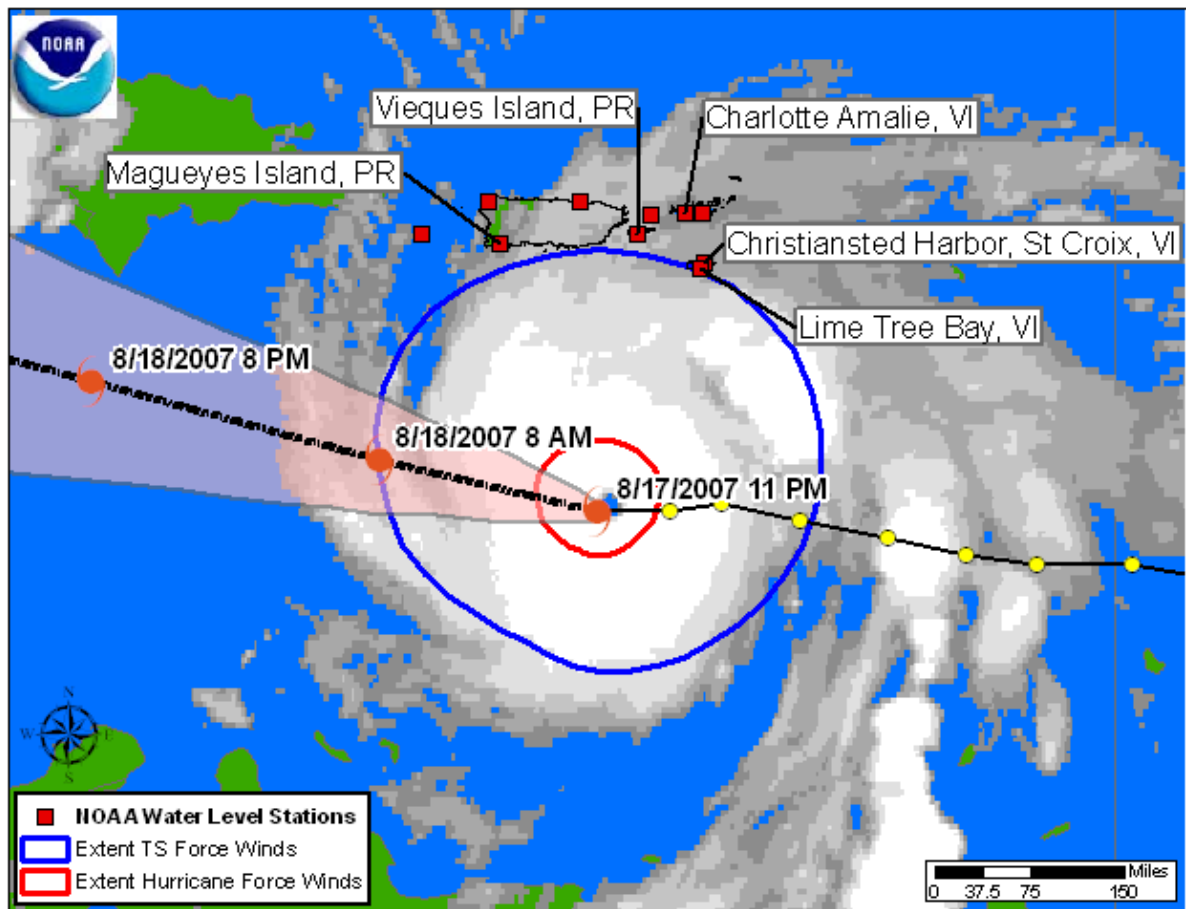 NOAA
Vieques Island, PR
Charlotte Amalie, VI
Magueyes Island, PR
Christiansted Harbor, St Croix, VI
Lime Tree Bay, VI
8/18/2007 8 PM
8/18/2007 8 AM
8/17/2007 11 PM
N
W E
S
NOAA Water Level Stations
Extent TS Force Winds
Extent Hurricane Force Winds
Miles
0 37.5 75 150